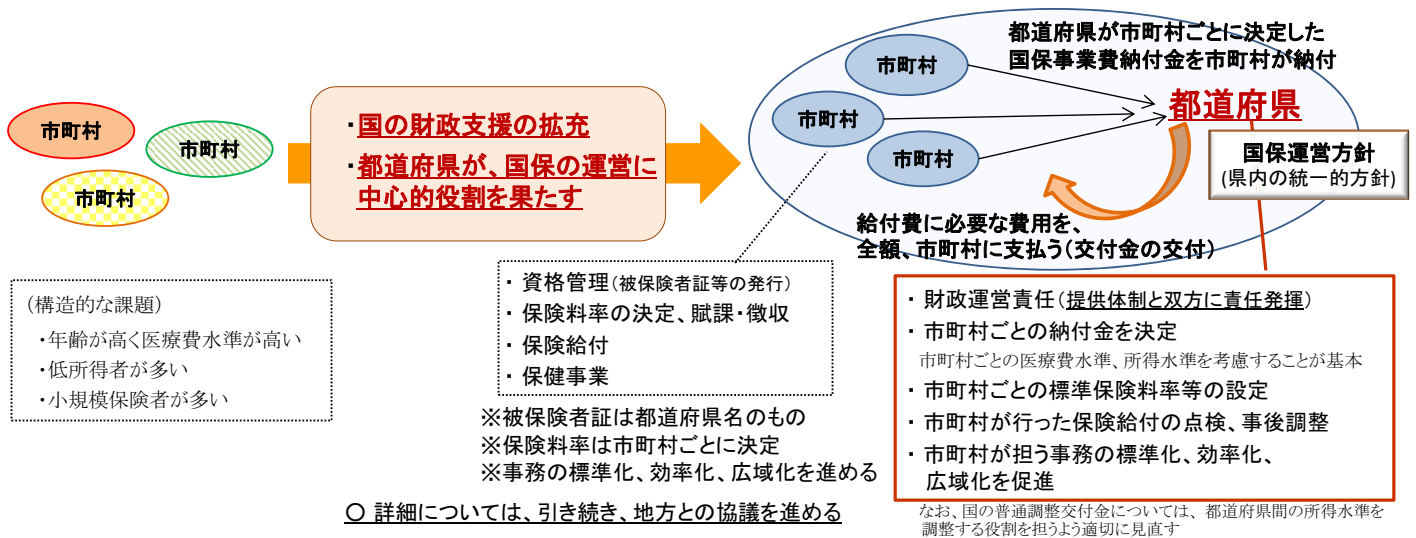 市町村
市町村
市町村
・国の財政支援の拡充
・都道府県が、国保の運営に
中心的役割を果たす
都道府県が市町村ごとに決定した
国保事業費納付金を市町村が納付
市町村
市町村
市町村
都道府県
国保運営方針
(県内の統一的方針)
給付費に必要な費用を、
全額、市町村に支払う(交付金の交付)
(構造的な課題)
・年齢が高く医療費水準が高い
・低所得者が多い
・小規模保険者が多い
・ 資格管理(被保険者証等の発行)
・ 保険料率の決定、賦課・徴収
・ 保険給付
・ 保健事業
※被保険者証は都道府県名のもの
※保険料率は市町村ごとに決定
※事務の標準化、効率化、広域化を進める
○ 詳細については、引き続き、地方との協議を進める
・ 財政運営責任(提供体制と双方に責任発揮)
・ 市町村ごとの納付金を決定
市町村ごとの医療費水準、所得水準を考慮することが基本
・ 市町村ごとの標準保険料率等の設定
・ 市町村が行った保険給付の点検、事後調整
・ 市町村が担う事務の標準化、効率化、
広域化を促進
なお、国の普通調整交付金については、都道府県間の所得水準を
調整する役割を担うよう適切に見直す